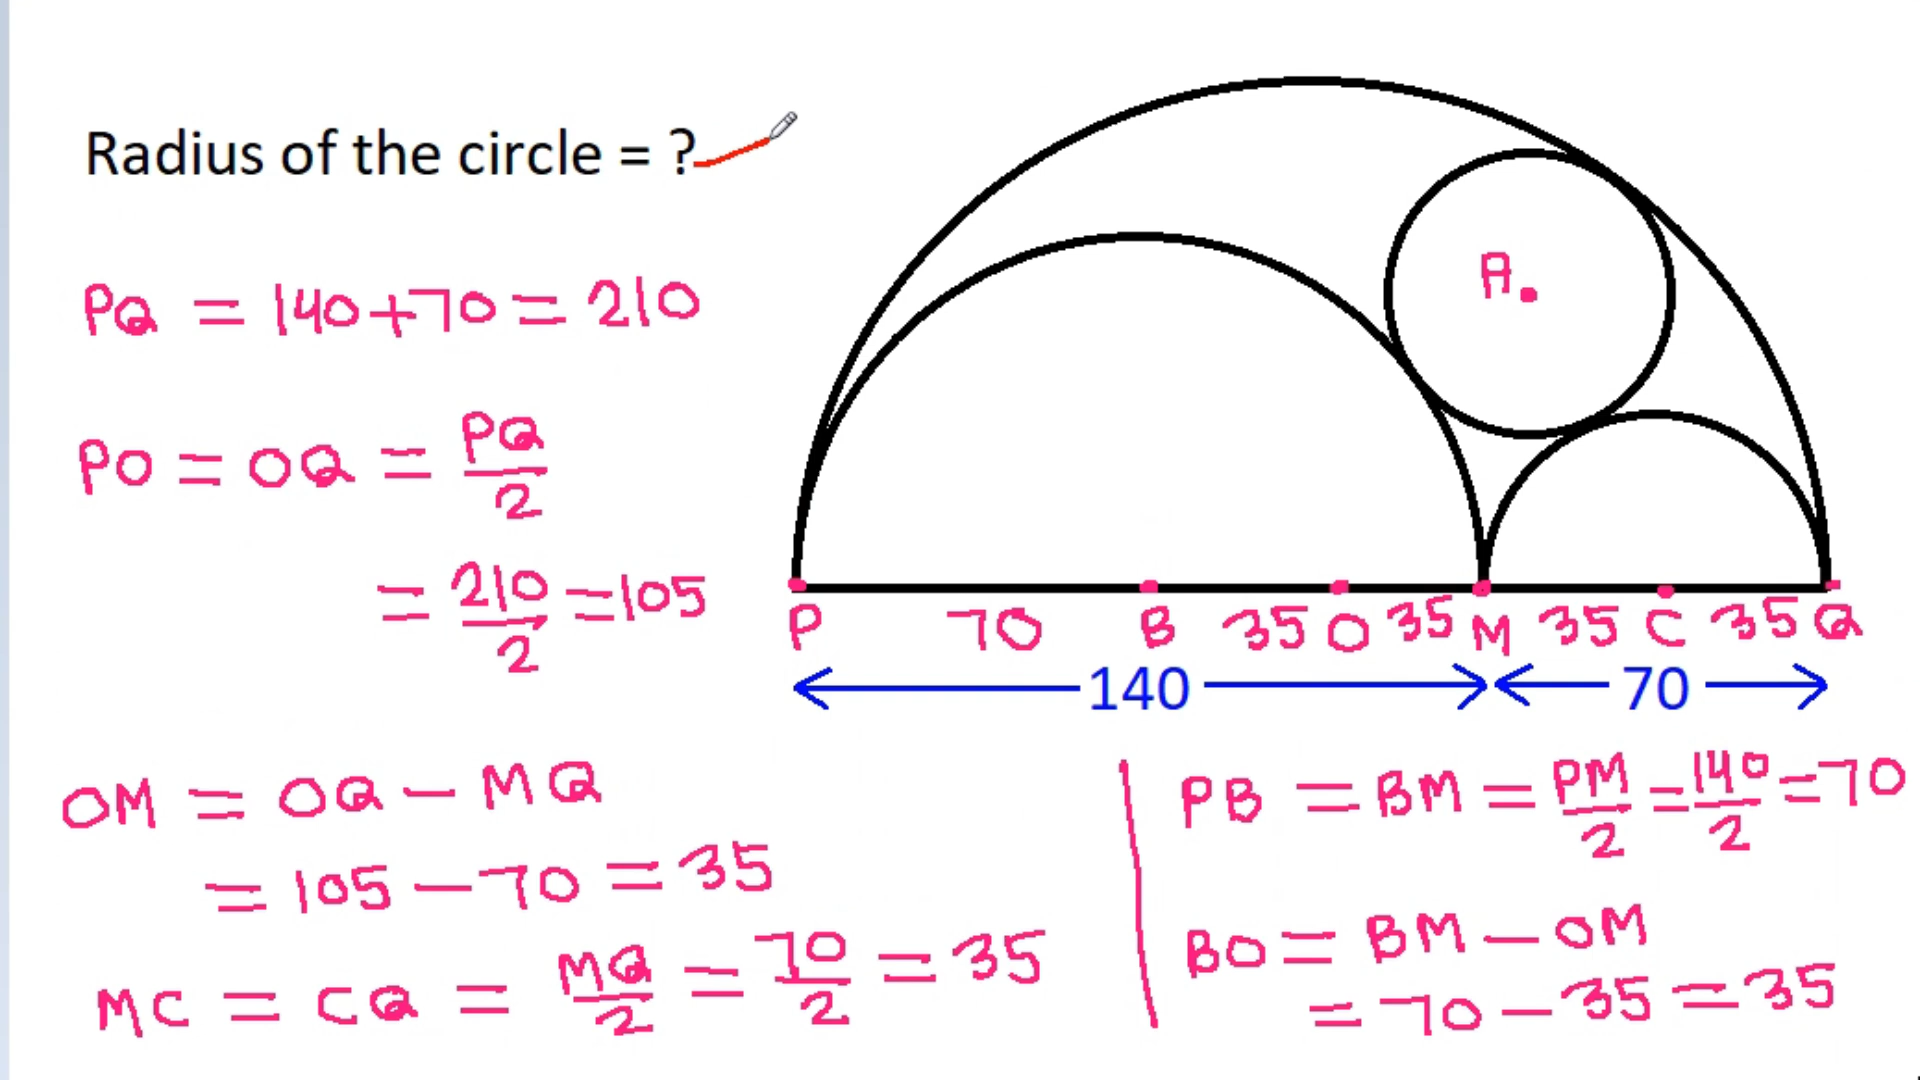 Radius of the circle = ?
PQ = 140+70 = 210
PO = OQ = PQ/2
= 210/2 = 105
A.
P 70 B 35 O 35 M 35 C 35 Q
140 70
OM = OQ - MQ
= 105 - 70 = 35
MC = CQ = MQ/2 = 70/2 = 35
PB = BM = PM/2 = 140/2 = 70
BO = BM - OM
= 70 - 35 = 35